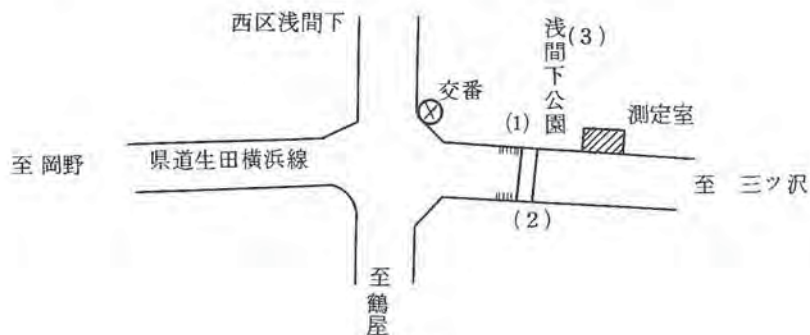 西区浅間下
浅間下公園
(3)
交番
(1)
測定室
至 岡野
県道生田横浜線
至 三ッ沢
(2)
至鶴屋